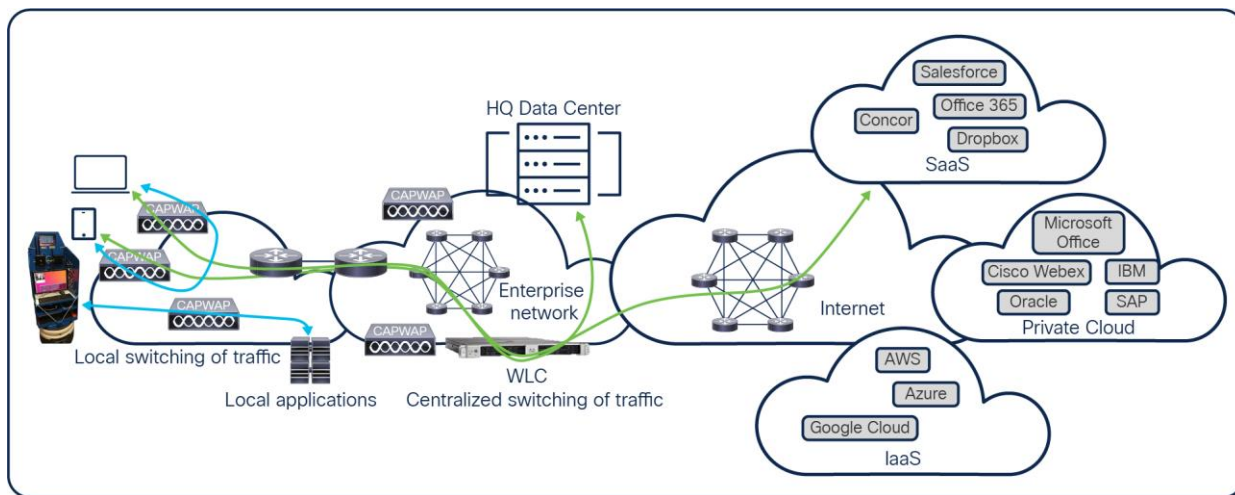 Salesforce
HQ Data Center
Office 365
Concor
Dropbox
SaaS
CAPWAP
CAPWAP
Microsoft
Office
CAPWAP
Cisco Webex
IBM
Enterprise
network
Internet
Oracle
SAP
CAPWAP
Private Cloud
CAPWAP
Local switching of traffic
AWS
WLC
Local applications
Centralized switching of traffic
Azure
Google Cloud
IaaS